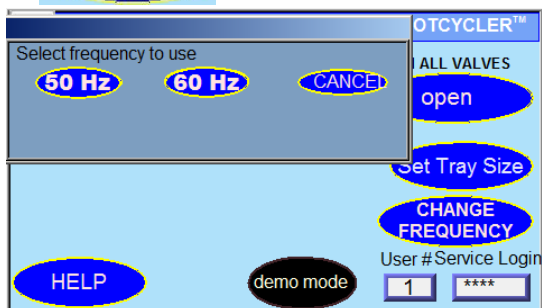 OTCYCLER™
Select frequency to use
50 Hz 60 Hz CANCEL
ALL VALVES
open
Set Tray Size
CHANGE
FREQUENCY
User # Service Login
HELP
demo mode
1 ****